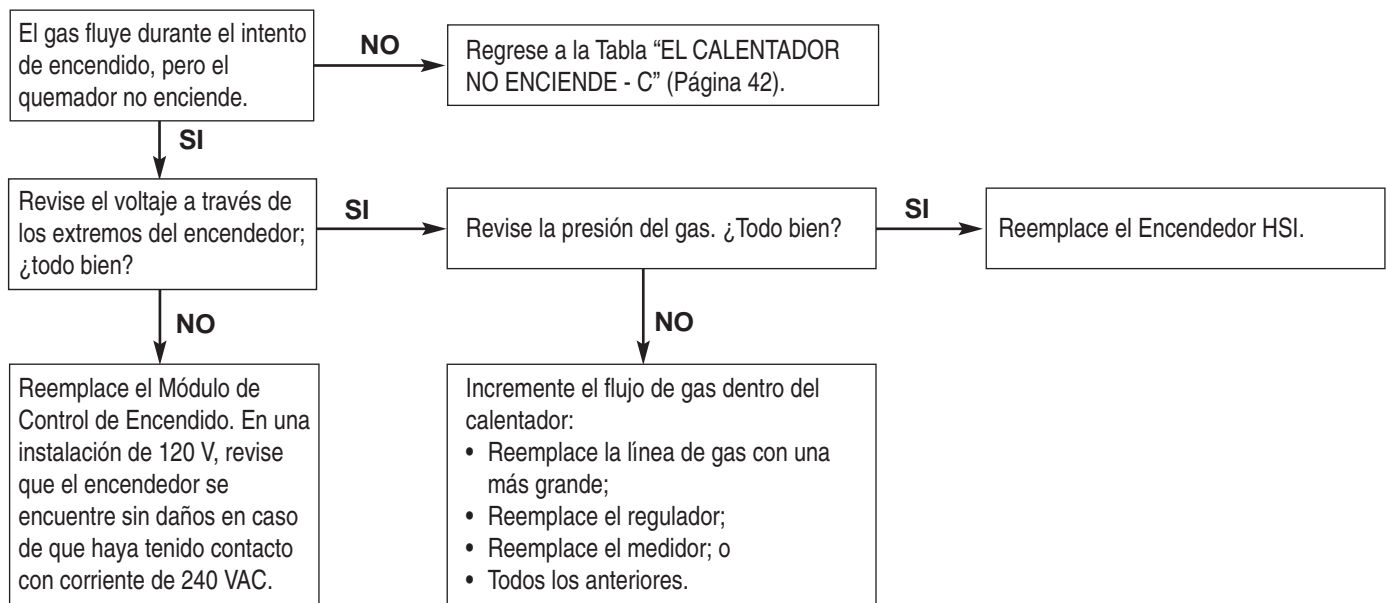 El gas fluye durante el intento
de encendido, pero el
quemador no enciende.
NO
Regrese a la Tabla “EL CALENTADOR
NO ENCIENDE - C” (Página 42).
SI
Revise el voltaje a través de
los extremos del encendedor;
¿todo bien?
SI
Revise la presión del gas. ¿Todo bien?
SI
Reemplace el Encendedor HSI.
NO
NO
Reemplace el Módulo de
Control de Encendido. En una
instalación de 120 V, revise
que el encendedor se
encuentre sin daños en caso
de que haya tenido contacto
con corriente de 240 VAC.
Incremente el flujo de gas dentro del
calentador:
• Reemplace la línea de gas con una
más grande;
• Reemplace el regulador;
• Reemplace el medidor; o
• Todos los anteriores.